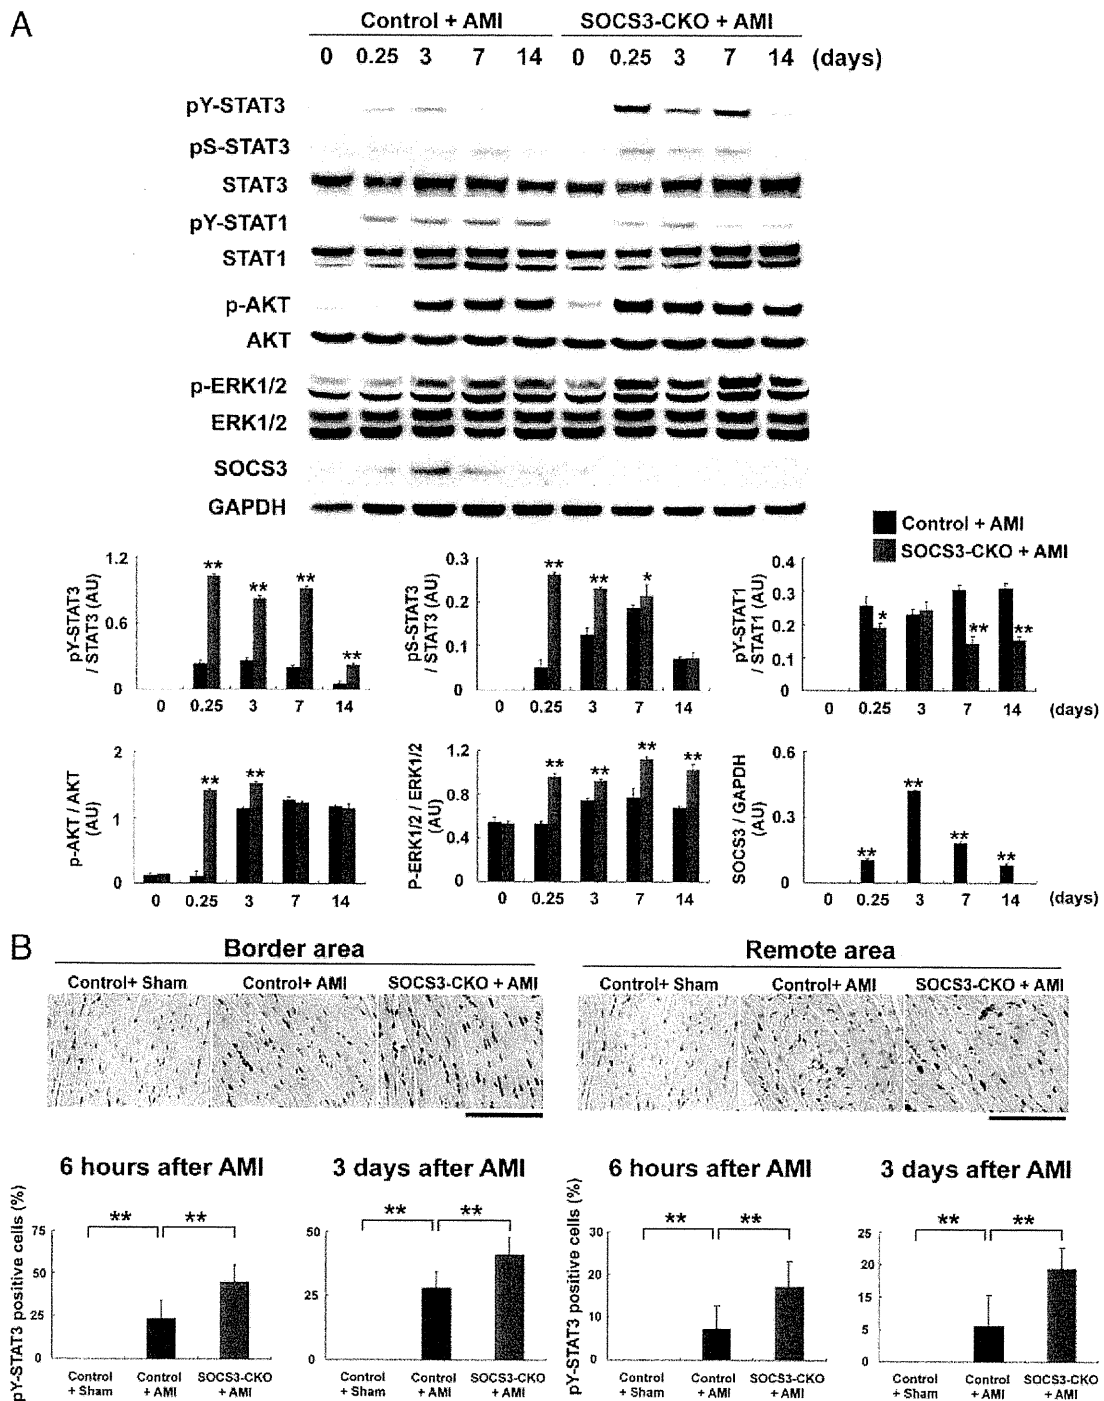 A
Control + AMI SOCS3-CKO + AMI
0 0.25 3 7 14 0 0.25 3 7 14 (days)
pY-STAT3
pS-STAT3
STAT3
pY-STAT1
STAT1
p-AKT
AKT
p-ERK1/2
ERK1/2
SOCS3
GAPDH
Control + AMI
SOCS3-CKO + AMI
pY-STAT3
/ STAT3 (AU)
1.2
0.6
0
** ** ** **
0 0.25 3 7 14
pS-STAT3
/ STAT3 (AU)
0.3
0.2
0.1
0
** ** *
0 0.25 3 7 14
pY-STAT1
/ STAT1 (AU)
0.4
0.3
0.2
0.1
0
* ** **
0 0.25 3 7 14 (days)
p-AKT / AKT
(AU)
2
1
0
** **
0 0.25 3 7 14
P-ERK1/2 / ERK1/2
(AU)
1.2
0.8
0.4
0
** ** ** **
0 0.25 3 7 14
SOCS3 / GAPDH
(AU)
0.6
0.3
0
** ** ** **
0 0.25 3 7 14 (days)
B
Border area Remote area
Control+ Sham Control+ AMI SOCS3-CKO + AMI Control+ Sham Control+ AMI SOCS3-CKO + AMI
6 hours after AMI
pY-STAT3 positive cells (%)
75
50
25
0
** **
Control
+ Sham
Control
+ AMI
SOCS3-CKO
+ AMI
3 days after AMI
50
25
0
** **
Control
+ Sham
Control
+ AMI
SOCS3-CKO
+ AMI
6 hours after AMI
pY-STAT3 positive cells (%)
30
20
10
0
** **
Control
+ Sham
Control
+ AMI
SOCS3-CKO
+ AMI
3 days after AMI
25
20
15
5
0
** **
Control
+ Sham
Control
+ AMI
SOCS3-CKO
+ AMI